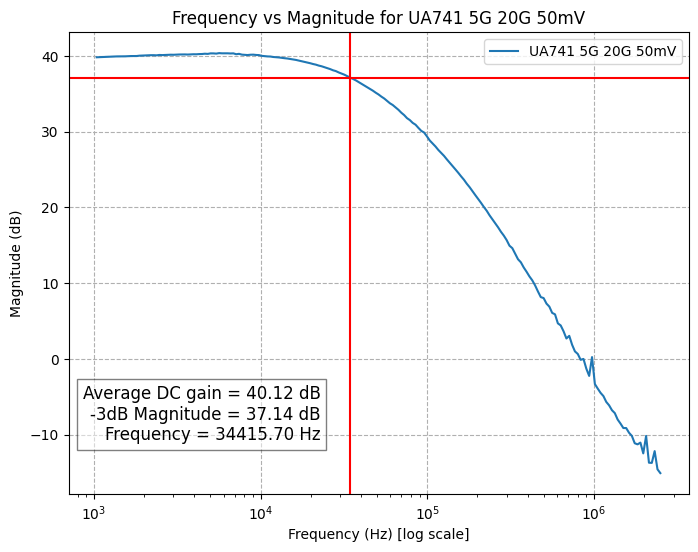 Frequency vs Magnitude for UA741 5G 20G 50mV
UA741 5G 20G 50mV
Magnitude (dB)
40
30
20
10
0
−10
Average DC gain = 40.12 dB
-3dB Magnitude = 37.14 dB
Frequency = 34415.70 Hz
10³ 10⁴ 10⁵ 10⁶
Frequency (Hz) [log scale]